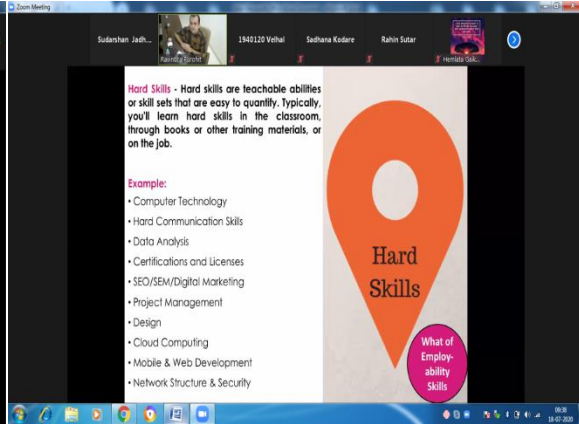 Zoom Meeting
Sudarshan Jadh...
Ravindra Purohit
1940120 Velhal
Sadhana Kodare
Rahin Sutar
Hemlata Gaik...
Hard Skills - Hard skills are teachable abilities
or skill sets that are easy to quantify. Typically,
you'll learn hard skills in the classroom,
through books or other training materials, or
on the job.
Example:
• Computer Technology
• Hard Communication Skills
• Data Analysis
• Certifications and Licenses
• SEO/SEM/Digital Marketing
• Project Management
• Design
• Cloud Computing
• Mobile & Web Development
• Network Structure & Security
Hard
Skills
What of
Employ-
ability
Skills
09:38
18-07-2020